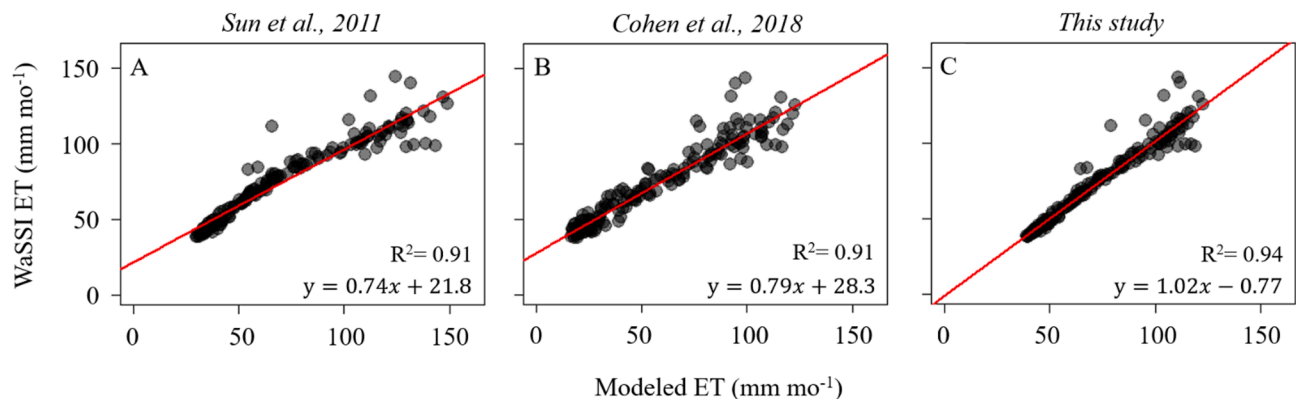 Sun et al., 2011
Cohen et al., 2018
This study
WaSSI ET (mm mo⁻¹)
150
100
50
0
A
R²= 0.91
y = 0.74x + 21.8
0
50
100
150
B
R²= 0.91
y = 0.79x + 28.3
0
50
100
150
C
R²= 0.94
y = 1.02x − 0.77
0
50
100
150
Modeled ET (mm mo⁻¹)